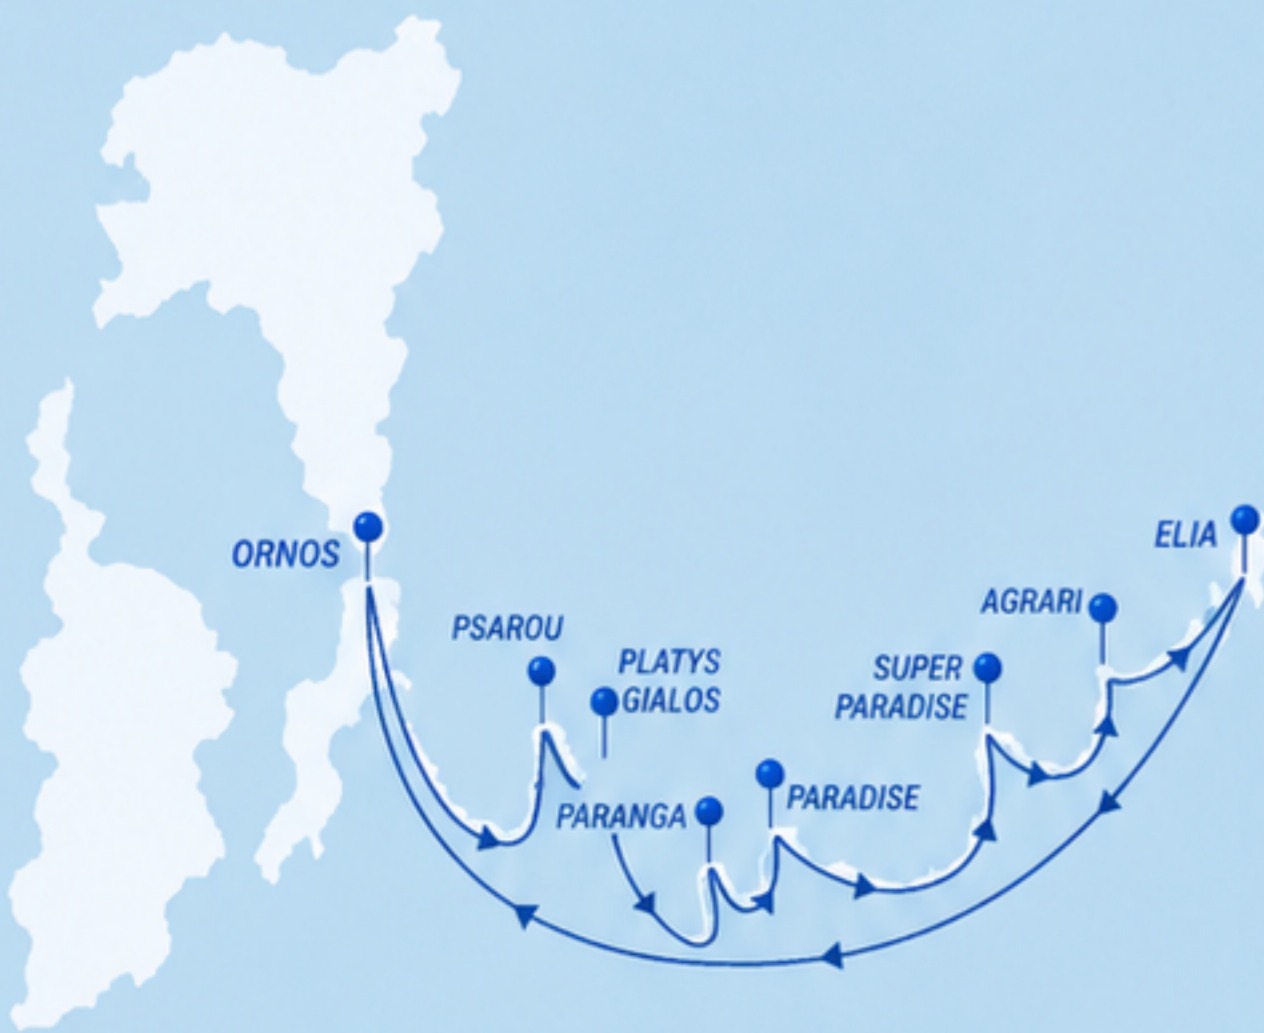 ORNOS
PSAROU
PLATYS
GIALOS
PARANGA
PARADISE
SUPER
PARADISE
AGRARI
ELIA